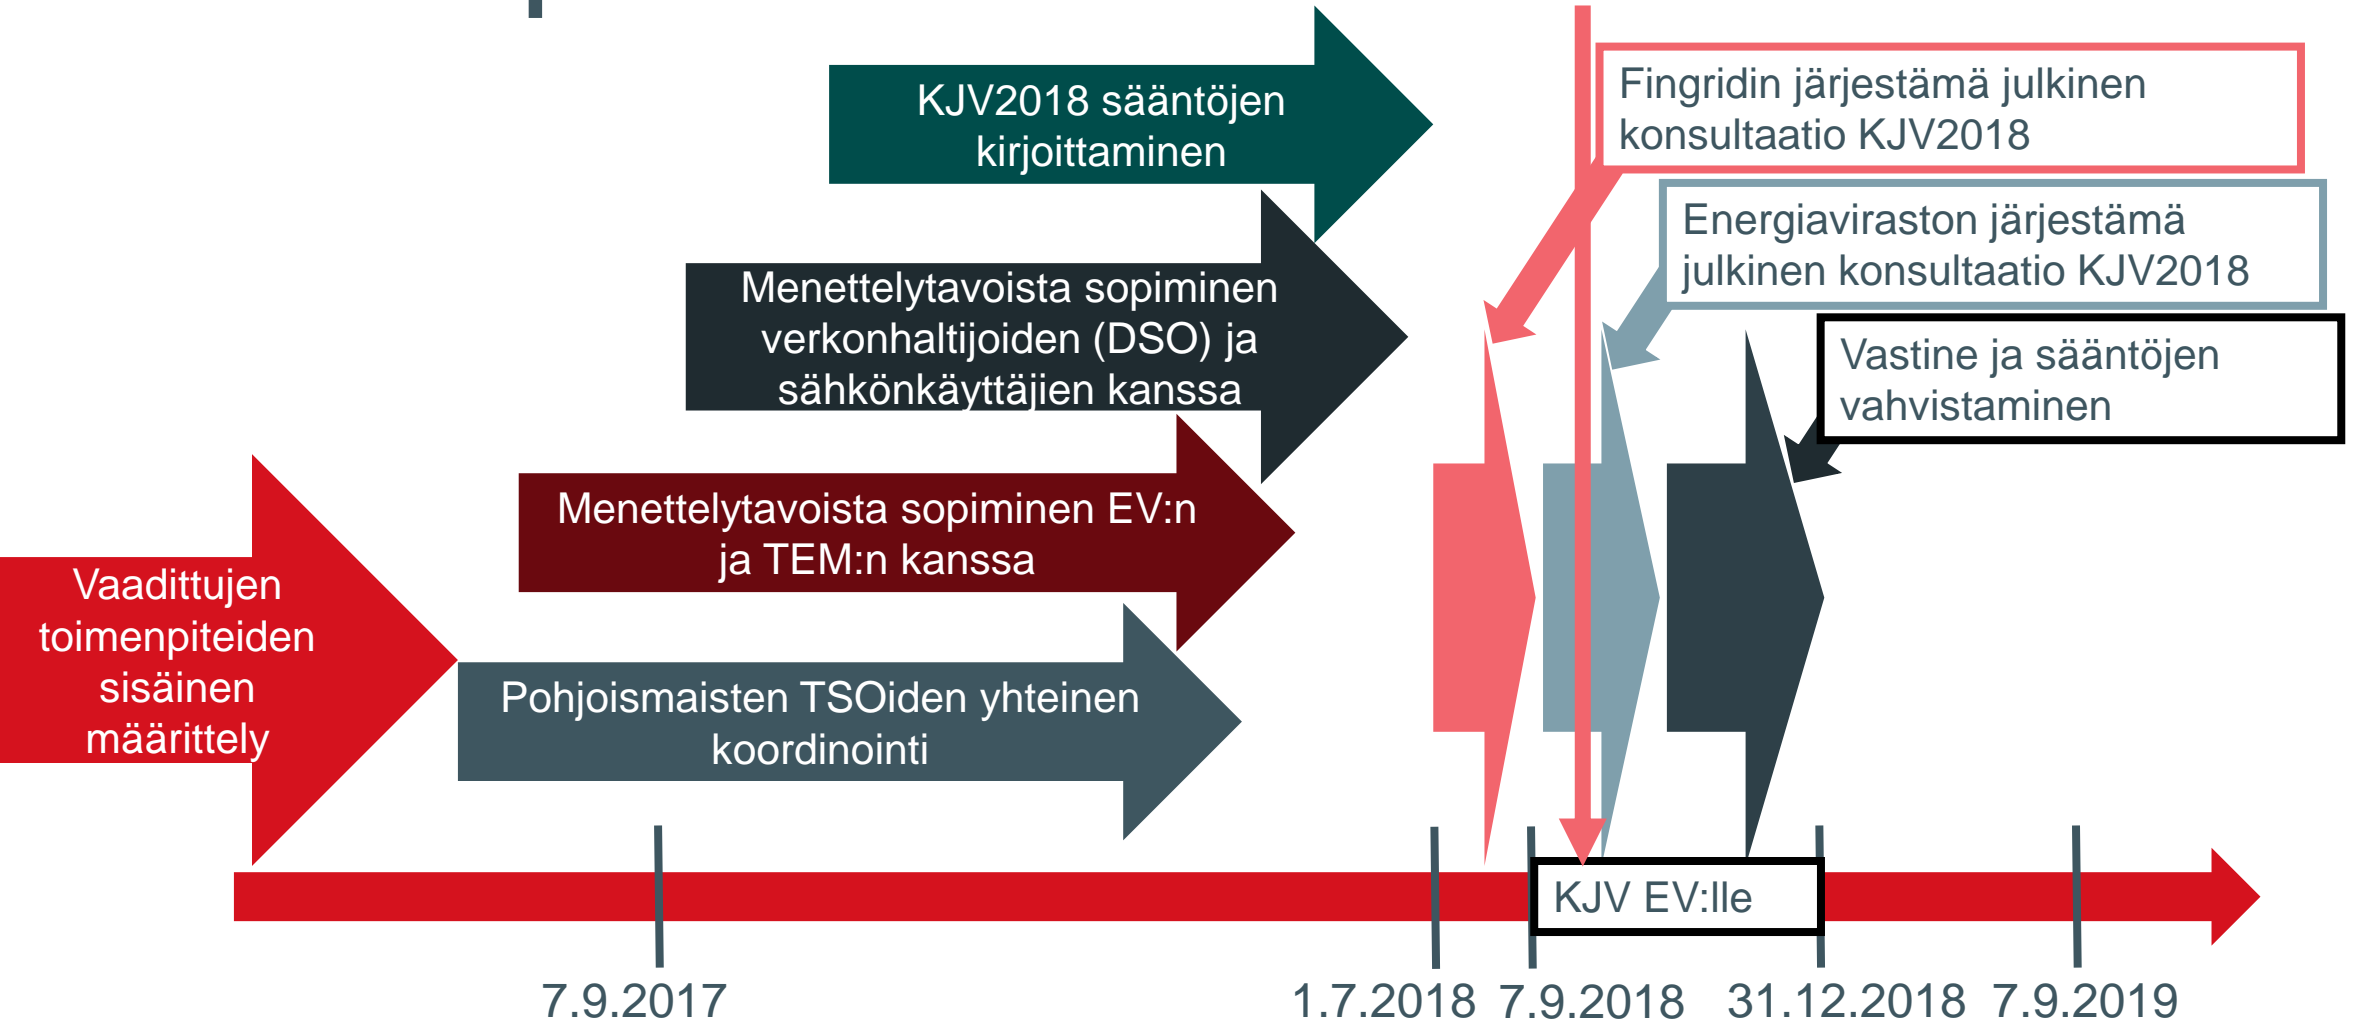 KJV2018 sääntöjen
kirjoittaminen
Fingridin järjestämä julkinen
konsultaatio KJV2018
Energiaviraston järjestämä
julkinen konsultaatio KJV2018
Menettelytavoista sopiminen
verkonhaltijoiden (DSO) ja
sähkönkäyttäjien kanssa
Vastine ja sääntöjen
vahvistaminen
Menettelytavoista sopiminen EV:n
ja TEM:n kanssa
Vaadittujen
toimenpiteiden
sisäinen
määrittely
Pohjoismaisten TSOiden yhteinen
koordinointi
KJV EV:lle
7.9.2017
1.7.2018
7.9.2018
31.12.2018
7.9.2019